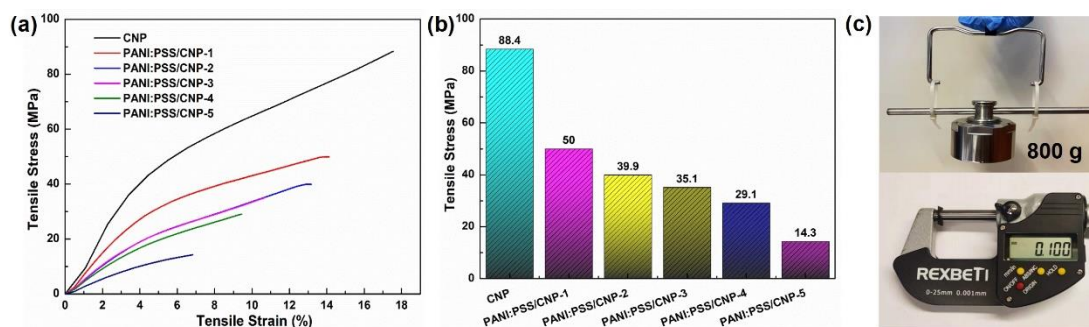 (a)
100
80
60
40
20
0
Tensile Stress (MPa)
CNP
PANI:PSS/CNP-1
PANI:PSS/CNP-2
PANI:PSS/CNP-3
PANI:PSS/CNP-4
PANI:PSS/CNP-5
0 2 4 6 8 10 12 14 16 18
Tensile Strain (%)
(b)
100
80
60
40
20
0
Tensile Stress (MPa)
88.4
50
39.9
35.1
29.1
14.3
CNP
PANI:PSS/CNP-1
PANI:PSS/CNP-2
PANI:PSS/CNP-3
PANI:PSS/CNP-4
PANI:PSS/CNP-5
(c)
800 g
0.100
REXBETI
0-25mm 0.001mm
ON/OFF
ORIGIN
HOLD